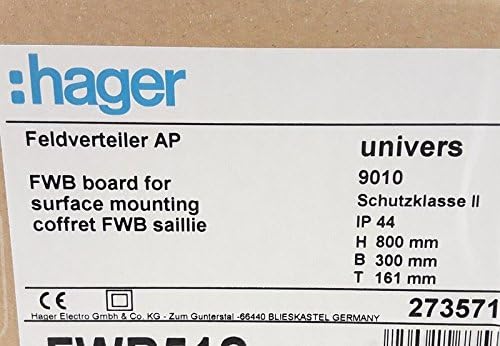 :hager
Feldverteiler AP
univers
FWB board for
surface mounting
coffret FWB saillie
9010
Schutzklasse II
IP 44
H 800 mm
B 300 mm
T 161 mm
CE
273571
Hager Electro Gmbh & Co. KG - Zum Gunterstal -66440 BLIESKASTEL GERMANY